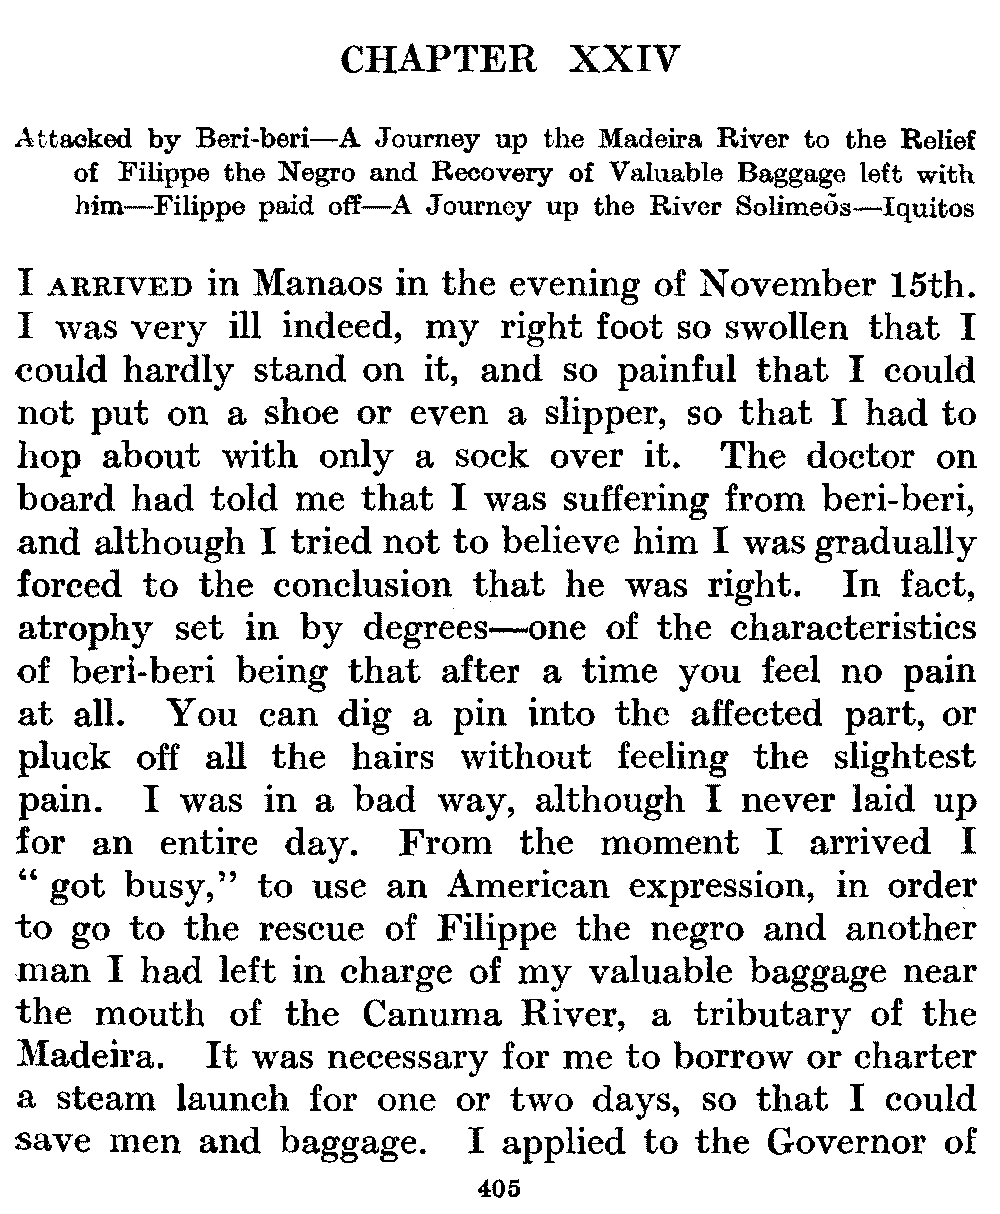 CHAPTER XXIV
Attacked by Beri-beri—A Journey up the Madeira River to the Relief
of Filippe the Negro and Recovery of Valuable Baggage left with
him—Filippe paid off—A Journey up the River Solimeõs—Iquitos
I ARRIVED in Manaos in the evening of November 15th.
I was very ill indeed, my right foot so swollen that I
could hardly stand on it, and so painful that I could
not put on a shoe or even a slipper, so that I had to
hop about with only a sock over it. The doctor on
board had told me that I was suffering from beri-beri,
and although I tried not to believe him I was gradually
forced to the conclusion that he was right. In fact,
atrophy set in by degrees—one of the characteristics
of beri-beri being that after a time you feel no pain
at all. You can dig a pin into the affected part, or
pluck off all the hairs without feeling the slightest
pain. I was in a bad way, although I never laid up
for an entire day. From the moment I arrived I
“ got busy,” to use an American expression, in order
to go to the rescue of Filippe the negro and another
man I had left in charge of my valuable baggage near
the mouth of the Canuma River, a tributary of the
Madeira. It was necessary for me to borrow or charter
a steam launch for one or two days, so that I could
save men and baggage. I applied to the Governor of
405